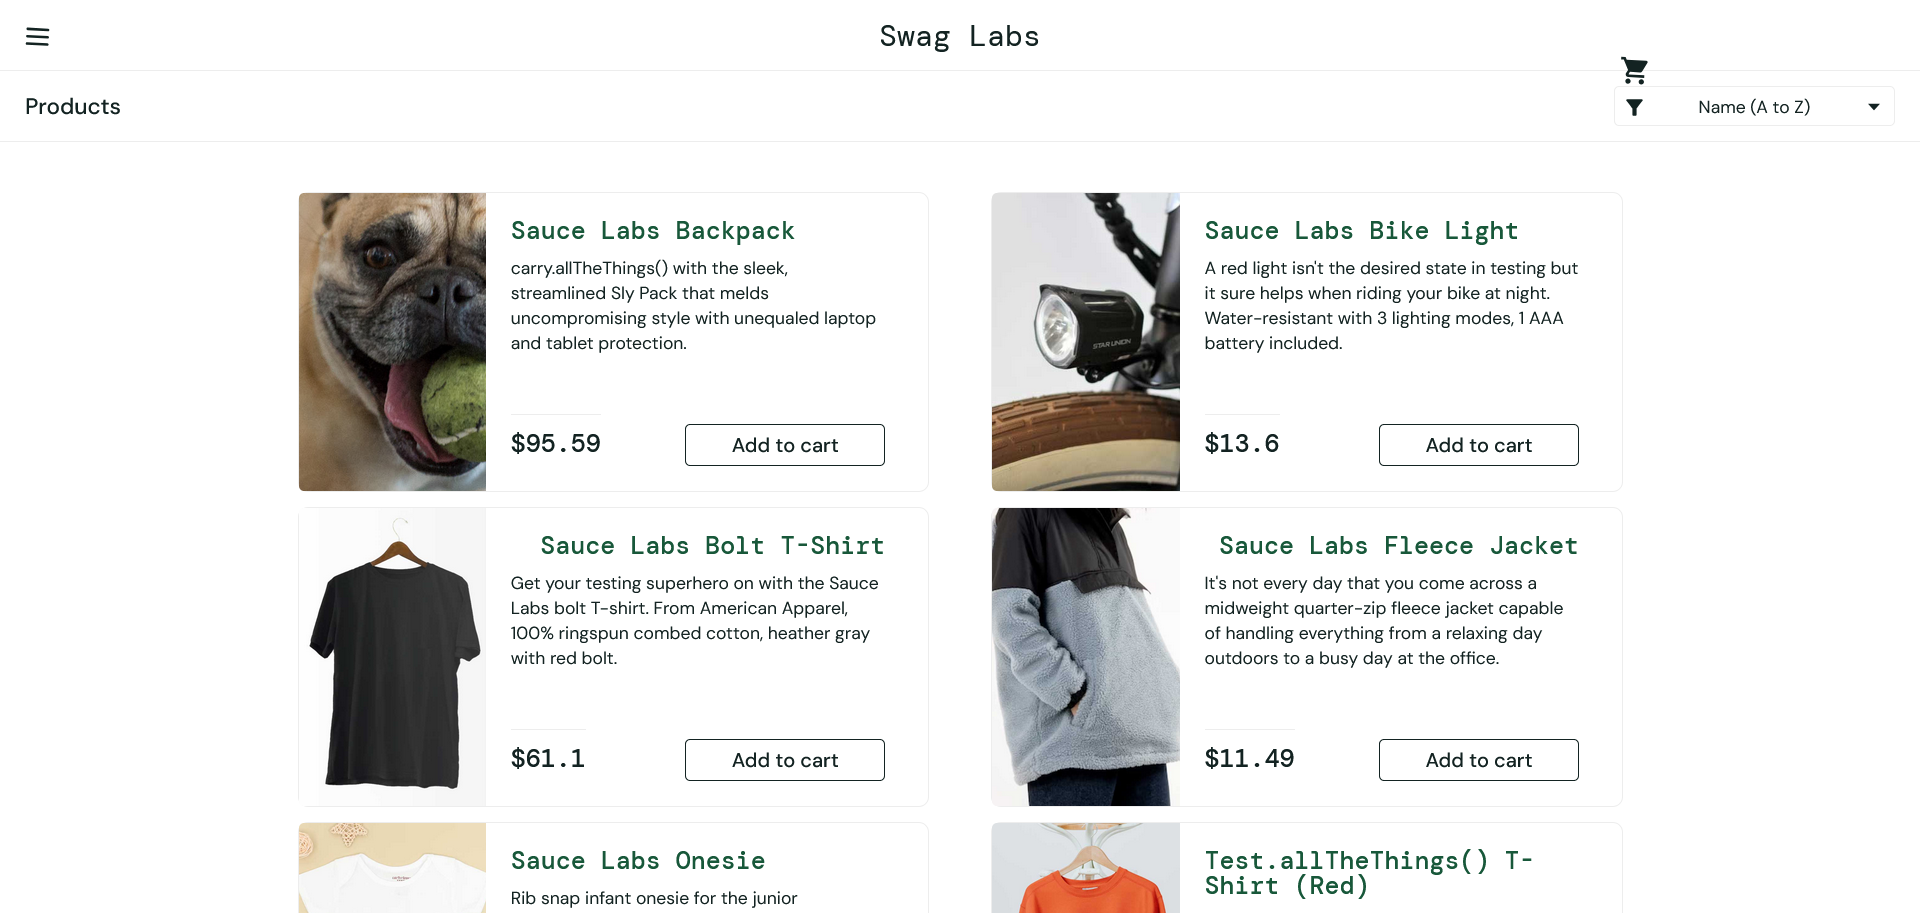 Swag Labs
Products
Name (A to Z)
Sauce Labs Backpack
carry.allTheThings() with the sleek,
streamlined Sly Pack that melds
uncompromising style with unequaled laptop
and tablet protection.
$95.59
Add to cart
Sauce Labs Bike Light
A red light isn't the desired state in testing but
it sure helps when riding your bike at night.
Water-resistant with 3 lighting modes, 1 AAA
battery included.
STAR UNION
$13.6
Add to cart
Sauce Labs Bolt T-Shirt
Get your testing superhero on with the Sauce
Labs bolt T-shirt. From American Apparel,
100% ringspun combed cotton, heather gray
with red bolt.
$61.1
Add to cart
Sauce Labs Fleece Jacket
It's not every day that you come across a
midweight quarter-zip fleece jacket capable
of handling everything from a relaxing day
outdoors to a busy day at the office.
$11.49
Add to cart
Sauce Labs Onesie
Rib snap infant onesie for the junior
Test.allTheThings() T-
Shirt (Red)